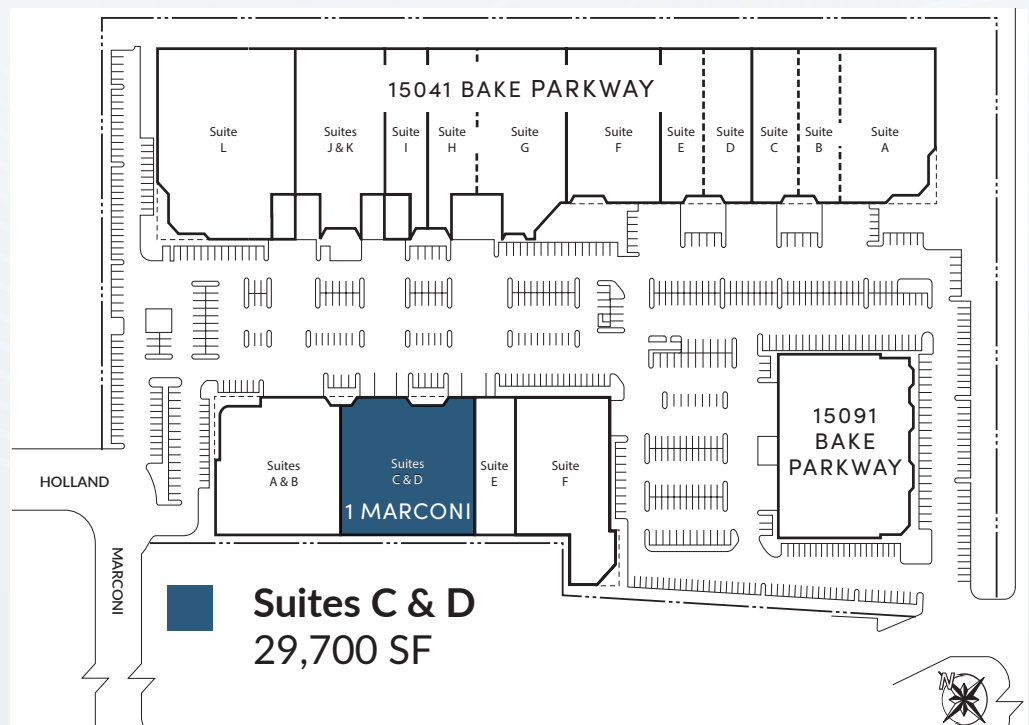 15041 BAKE PARKWAY
Suite
L
Suites
J & K
Suite
I
Suite
H
Suite
G
Suite
F
Suite
E
Suite
D
Suite
C
Suite
B
Suite
A
15091
BAKE
PARKWAY
Suites
A & B
Suites
C & D
Suite
E
Suite
F
1 MARCONI
HOLLAND
MARCONI
Suites C & D
29,700 SF
N